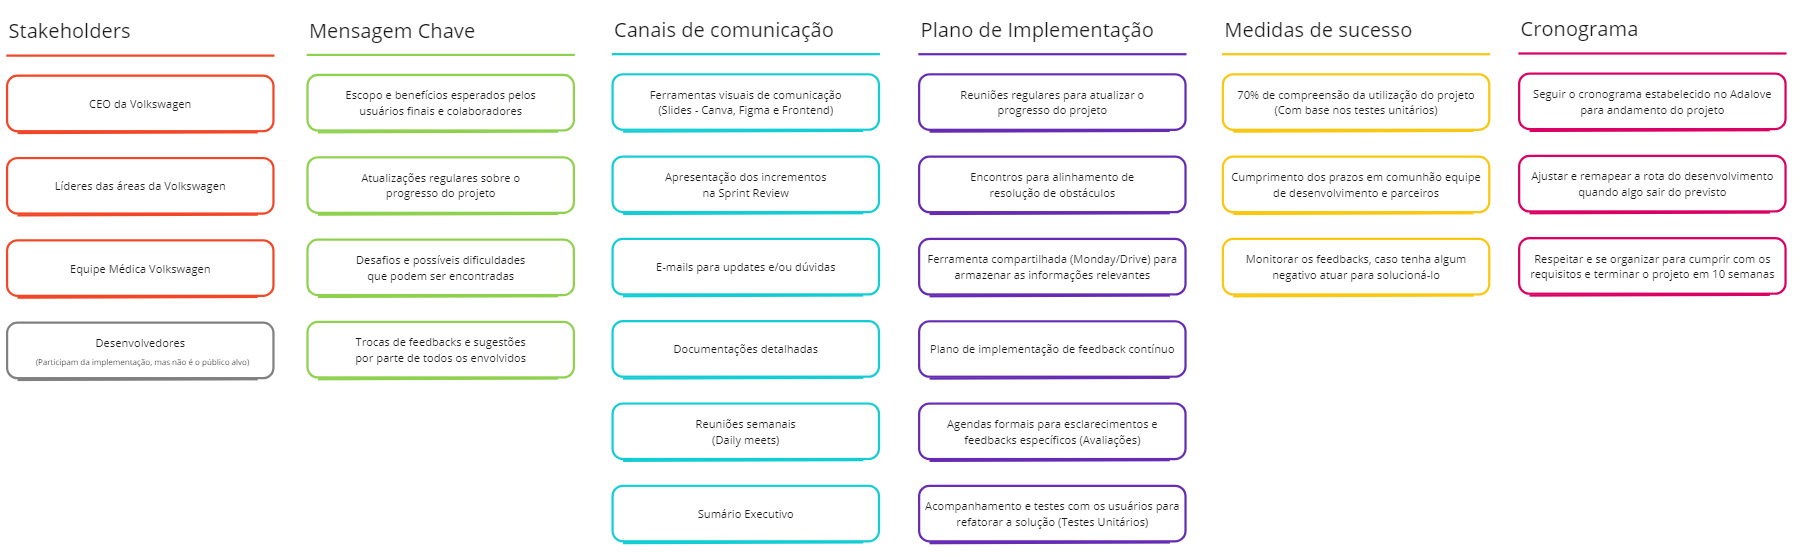 Stakeholders
CEO da Volkswagen
Líderes das áreas da Volkswagen
Equipe Médica Volkswagen
Desenvolvedores
(Participam da implementação, mas não é o público alvo)
Mensagem Chave
Escopo e benefícios esperados pelos
usuários finais e colaboradores
Atualizações regulares sobre o
progresso do projeto
Desafios e possíveis dificuldades
que podem ser encontradas
Trocas de feedbacks e sugestões
por parte de todos os envolvidos
Canais de comunicação
Ferramentas visuais de comunicação
(Slides - Canva, Figma e Frontend)
Apresentação dos incrementos
na Sprint Review
E-mails para updates e/ou dúvidas
Documentações detalhadas
Reuniões semanais
(Daily meets)
Sumário Executivo
Plano de Implementação
Reuniões regulares para atualizar o
progresso do projeto
Encontros para alinhamento de
resolução de obstáculos
Ferramenta compartilhada (Monday/Drive) para
armazenar as informações relevantes
Plano de implementação de feedback contínuo
Agendas formais para esclarecimentos e
feedbacks específicos (Avaliações)
Acompanhamento e testes com os usuários para
refatorar a solução (Testes Unitários)
Medidas de sucesso
70% de compreensão da utilização do projeto
(Com base nos testes unitários)
Cumprimento dos prazos em comunhão equipe
de desenvolvimento e parceiros
Monitorar os feedbacks, caso tenha algum
negativo atuar para solucioná-lo
Cronograma
Seguir o cronograma estabelecido no Adalove
para andamento do projeto
Ajustar e remapear a rota do desenvolvimento
quando algo sair do previsto
Respeitar e se organizar para cumprir com os
requisitos e terminar o projeto em 10 semanas